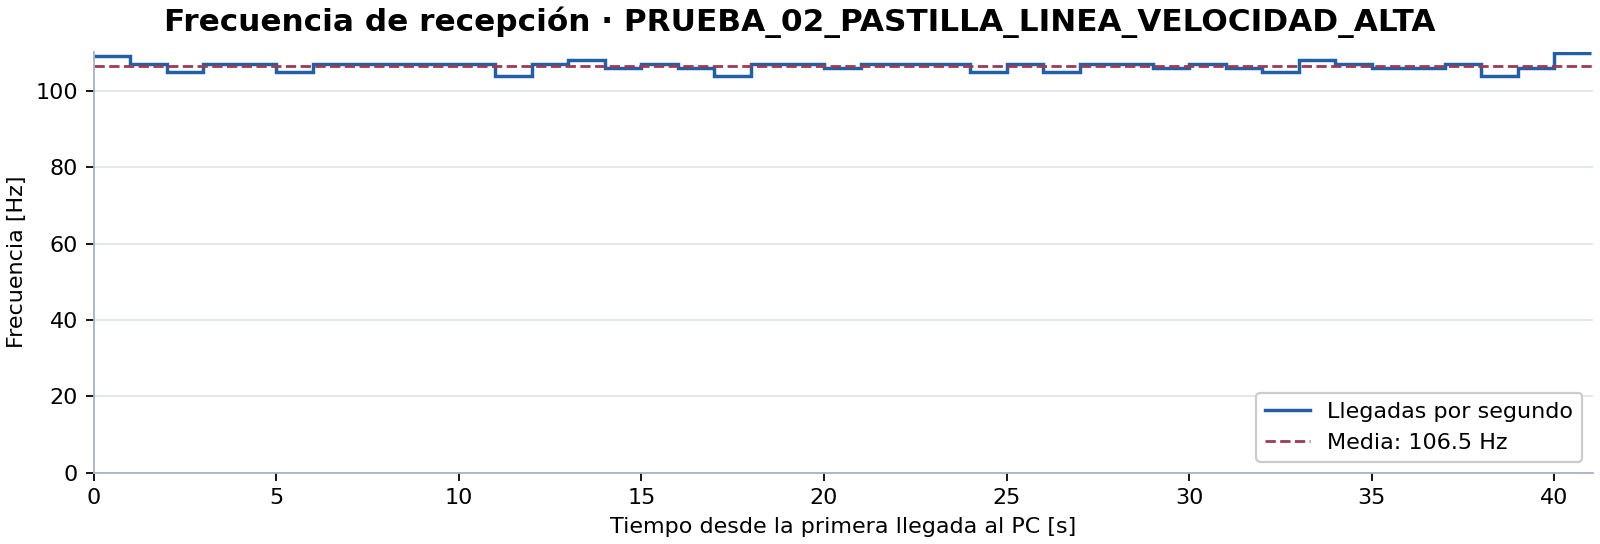 Frecuencia de recepción · PRUEBA_02_PASTILLA_LINEA_VELOCIDAD_ALTA
Frecuencia [Hz]
100
80
60
40
20
0
0 5 10 15 20 25 30 35 40
Tiempo desde la primera llegada al PC [s]
Llegadas por segundo
Media: 106.5 Hz